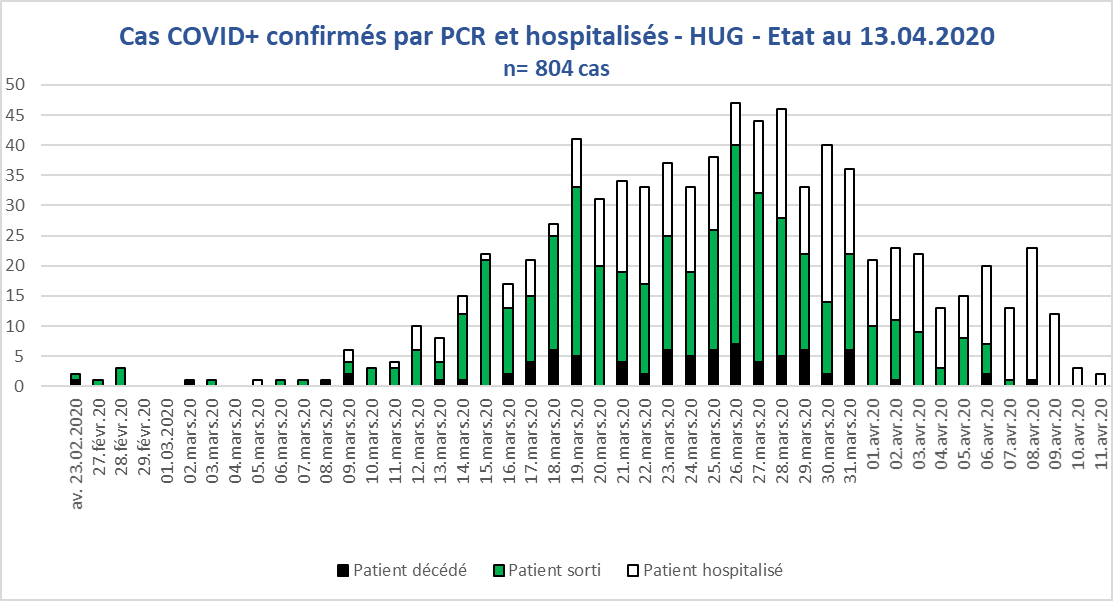 Cas COVID+ confirmés par PCR et hospitalisés - HUG - Etat au 13.04.2020
n= 804 cas
50
45
40
35
30
25
20
15
10
5
0
av. 23.02.2020
27.févr.20
28.févr.20
29.févr.20
01.03.2020
02.mars.20
03.mars.20
04.mars.20
05.mars.20
06.mars.20
07.mars.20
08.mars.20
09.mars.20
10.mars.20
11.mars.20
12.mars.20
13.mars.20
14.mars.20
15.mars.20
16.mars.20
17.mars.20
18.mars.20
19.mars.20
20.mars.20
21.mars.20
22.mars.20
23.mars.20
24.mars.20
25.mars.20
26.mars.20
27.mars.20
28.mars.20
29.mars.20
30.mars.20
31.mars.20
01.avr.20
02.avr.20
03.avr.20
04.avr.20
05.avr.20
06.avr.20
07.avr.20
08.avr.20
09.avr.20
10.avr.20
11.avr.20
Patient décédé Patient sorti Patient hospitalisé